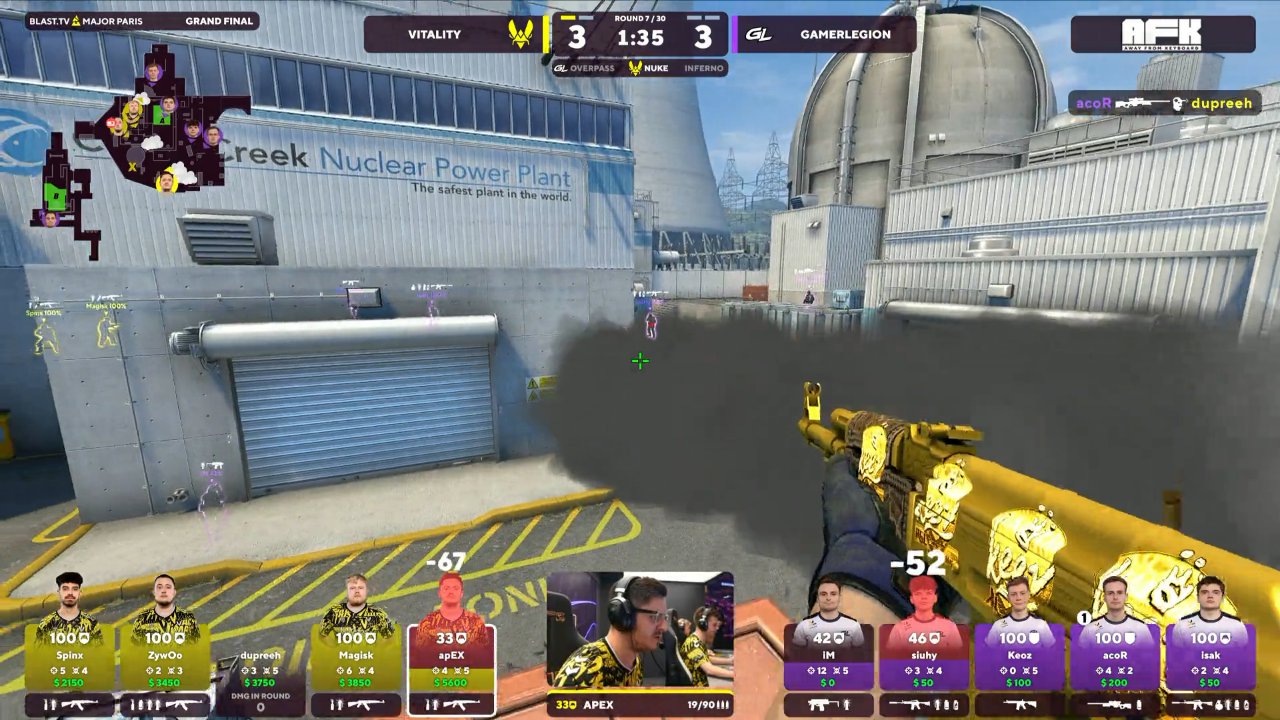 BLAST.TV MAJOR PARIS GRAND FINAL
VITALITY 3 ROUND 7 / 30 1:35 3 GL GAMERLEGION
AFK
AWAY FROM KEYBOARD
GL OVERPASS NUKE INFERNO
acoR dupreeh
creek Nuclear Power Plant
The safest plant in the world.
Spinx 100%
Magisk 100%
-67
-52
100 100 100 33 42 46 100 1 100 100
Spinx ZywOo dupreeh Magisk apEX iM siuhy Keoz acoR isak
5 4 2 3 3 5 6 4 4 5 12 5 3 4 0 5 4 2 2 4
$2150 $3450 $3750 $3850 $5600 $0 $50 $100 $200 $50
DMG IN ROUND
0
33 APEX 19/90